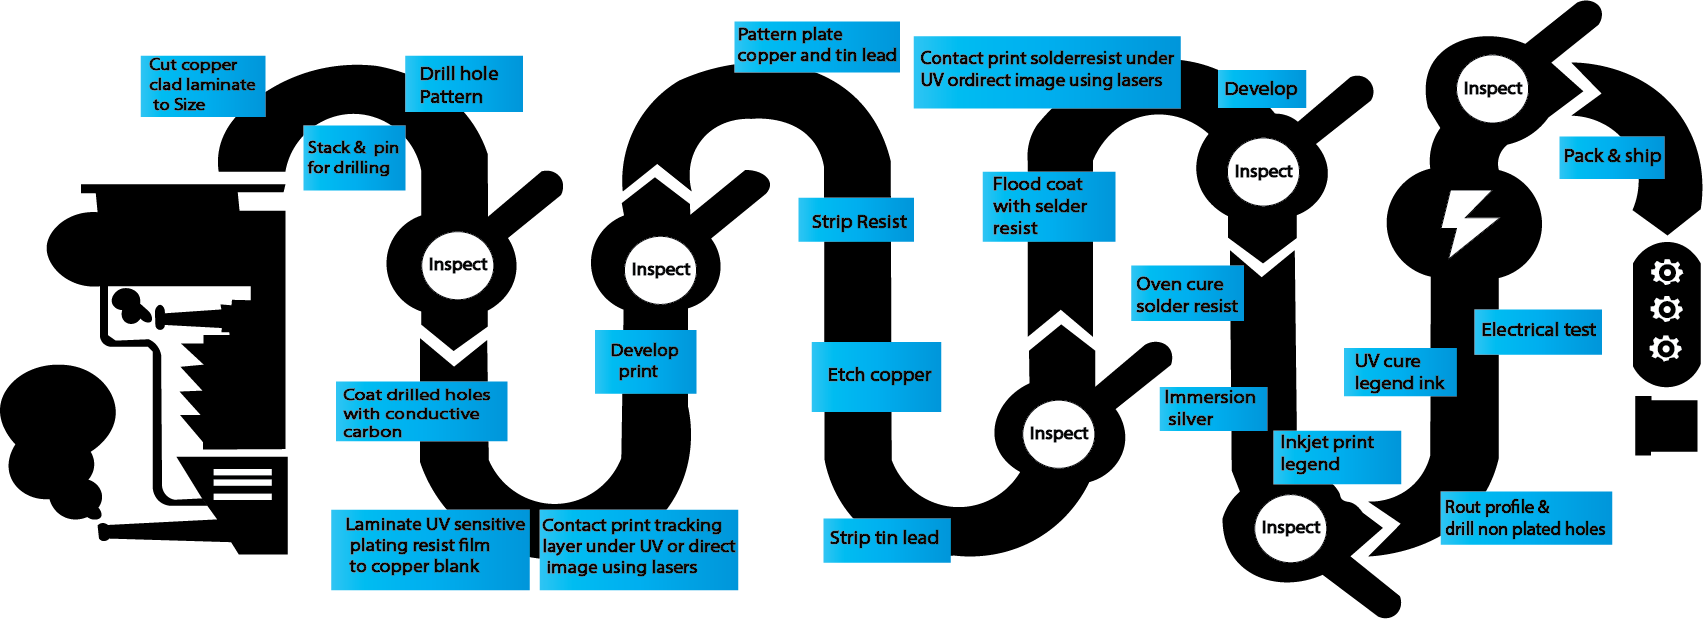 Cut copper
clad laminate
to Size
Stack & pin
for drilling
Drill hole
Pattern
Inspect
Coat drilled holes
with conductive
carbon
Laminate UV sensitive
plating resist film
to copper blank
Contact print tracking
layer under UV or direct
image using lasers
Develop
print
Inspect
Pattern plate
copper and tin lead
Strip Resist
Etch copper
Strip tin lead
Inspect
Flood coat
with selder
resist
Contact print solderresist under
UV ordirect image using lasers
Develop
Inspect
Oven cure
solder resist
Immersion
silver
Inkjet print
legend
Inspect
Rout profile &
drill non plated holes
UV cure
legend ink
Electrical test
Inspect
Pack & ship